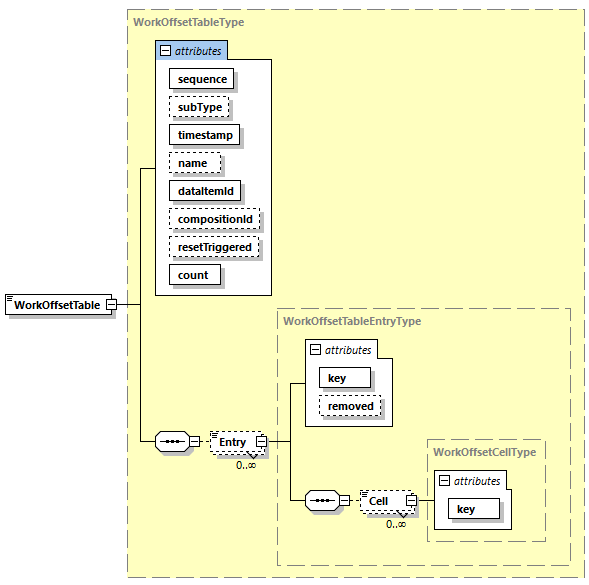 WorkOffsetTableType
attributes
sequence
subType
timestamp
name
dataItemId
compositionId
resetTriggered
count
WorkOffsetTable
WorkOffsetTableEntryType
attributes
key
removed
Entry
0..∞
WorkOffsetCellType
attributes
key
Cell
0..∞